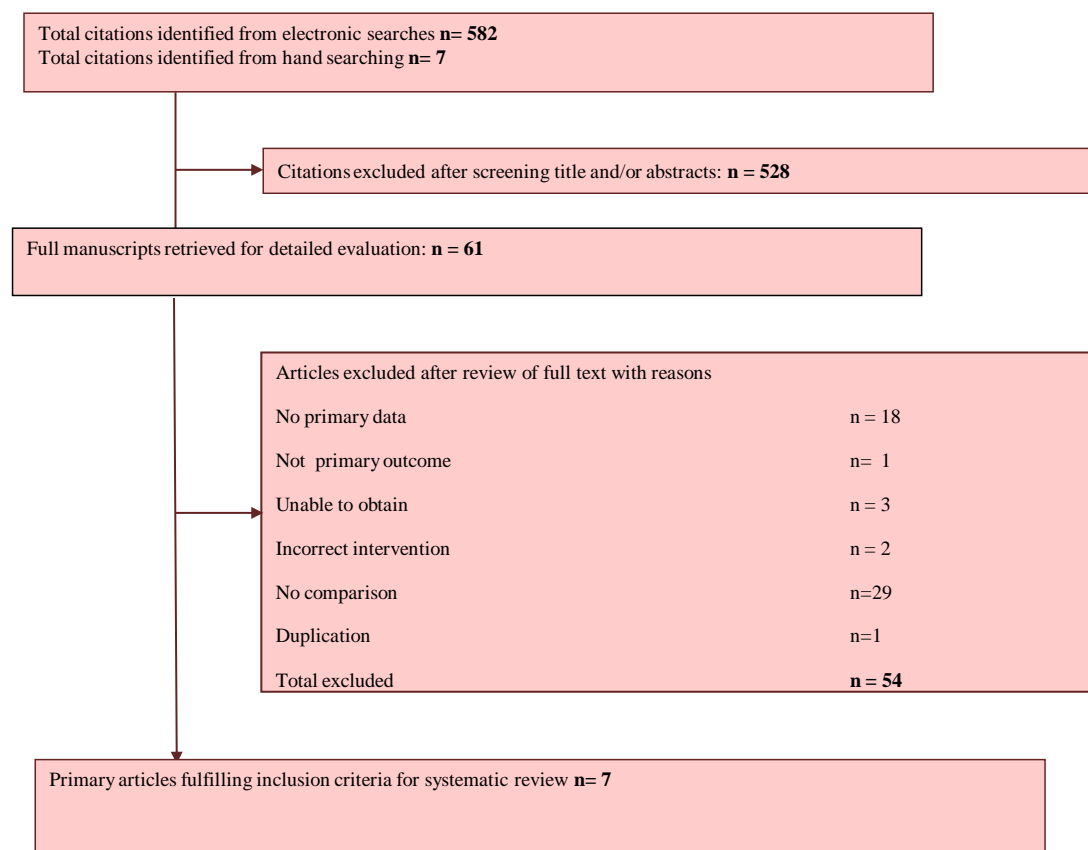 Total citations identified from electronic searches n= 582
Total citations identified from hand searching n= 7
Citations excluded after screening title and/or abstracts: n = 528
Full manuscripts retrieved for detailed evaluation: n = 61
Articles excluded after review of full text with reasons
No primary data n = 18
Not primary outcome n= 1
Unable to obtain n = 3
Incorrect intervention n = 2
No comparison n=29
Duplication n=1
Total excluded n = 54
Primary articles fulfilling inclusion criteria for systematic review n= 7